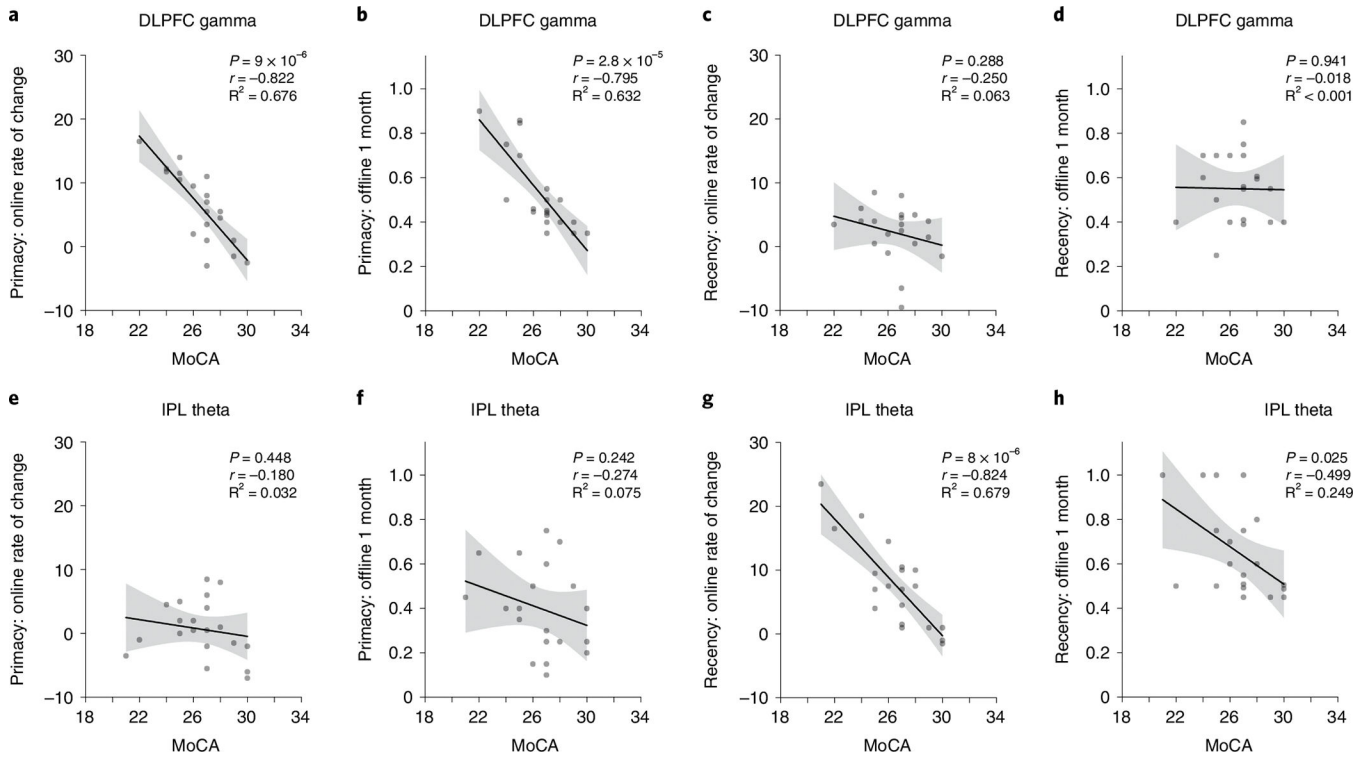 a
DLPFC gamma
P = 9 × 10⁻⁶
r = −0.822
R² = 0.676
Primacy: online rate of change
30
20
10
0
−10
18 22 26 30 34
MoCA
b
DLPFC gamma
P = 2.8 × 10⁻⁵
r = −0.795
R² = 0.632
Primacy: offline 1 month
1.0
0.8
0.6
0.4
0.2
0
18 22 26 30 34
MoCA
c
DLPFC gamma
P = 0.288
r = −0.250
R² = 0.063
Recency: online rate of change
30
20
10
0
−10
18 22 26 30 34
MoCA
d
DLPFC gamma
P = 0.941
r = −0.018
R² < 0.001
Recency: offline 1 month
1.0
0.8
0.6
0.4
0.2
0
18 22 26 30 34
MoCA
e
IPL theta
P = 0.448
r = −0.180
R² = 0.032
Primacy: online rate of change
30
20
10
0
−10
18 22 26 30 34
MoCA
f
IPL theta
P = 0.242
r = −0.274
R² = 0.075
Primacy: offline 1 month
1.0
0.8
0.6
0.4
0.2
0
18 22 26 30 34
MoCA
g
IPL theta
P = 8 × 10⁻⁶
r = −0.824
R² = 0.679
Recency: online rate of change
30
20
10
0
−10
18 22 26 30 34
MoCA
h
IPL theta
P = 0.025
r = −0.499
R² = 0.249
Recency: offline 1 month
1.0
0.8
0.6
0.4
0.2
0
18 22 26 30 34
MoCA